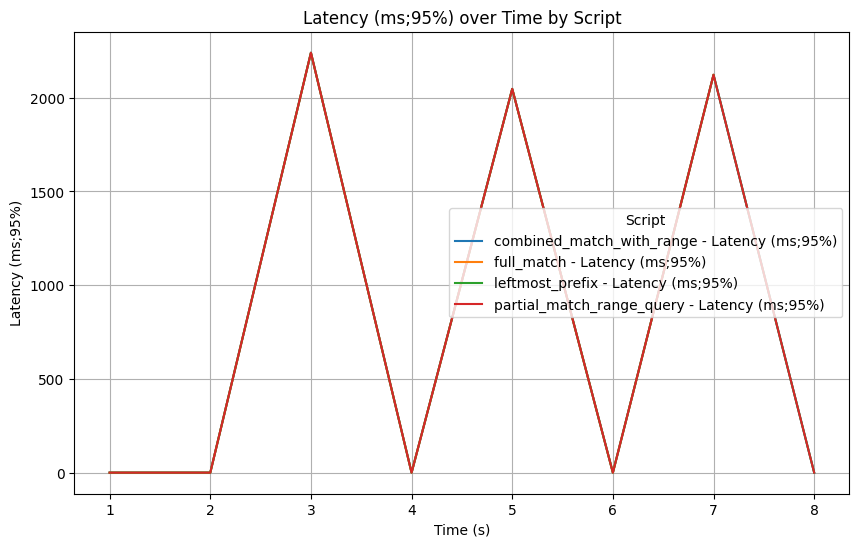 Latency (ms;95%) over Time by Script
Latency (ms;95%)
2000
1500
1000
500
0
Script
combined_match_with_range - Latency (ms;95%)
full_match - Latency (ms;95%)
leftmost_prefix - Latency (ms;95%)
partial_match_range_query - Latency (ms;95%)
1 2 3 4 5 6 7 8
Time (s)